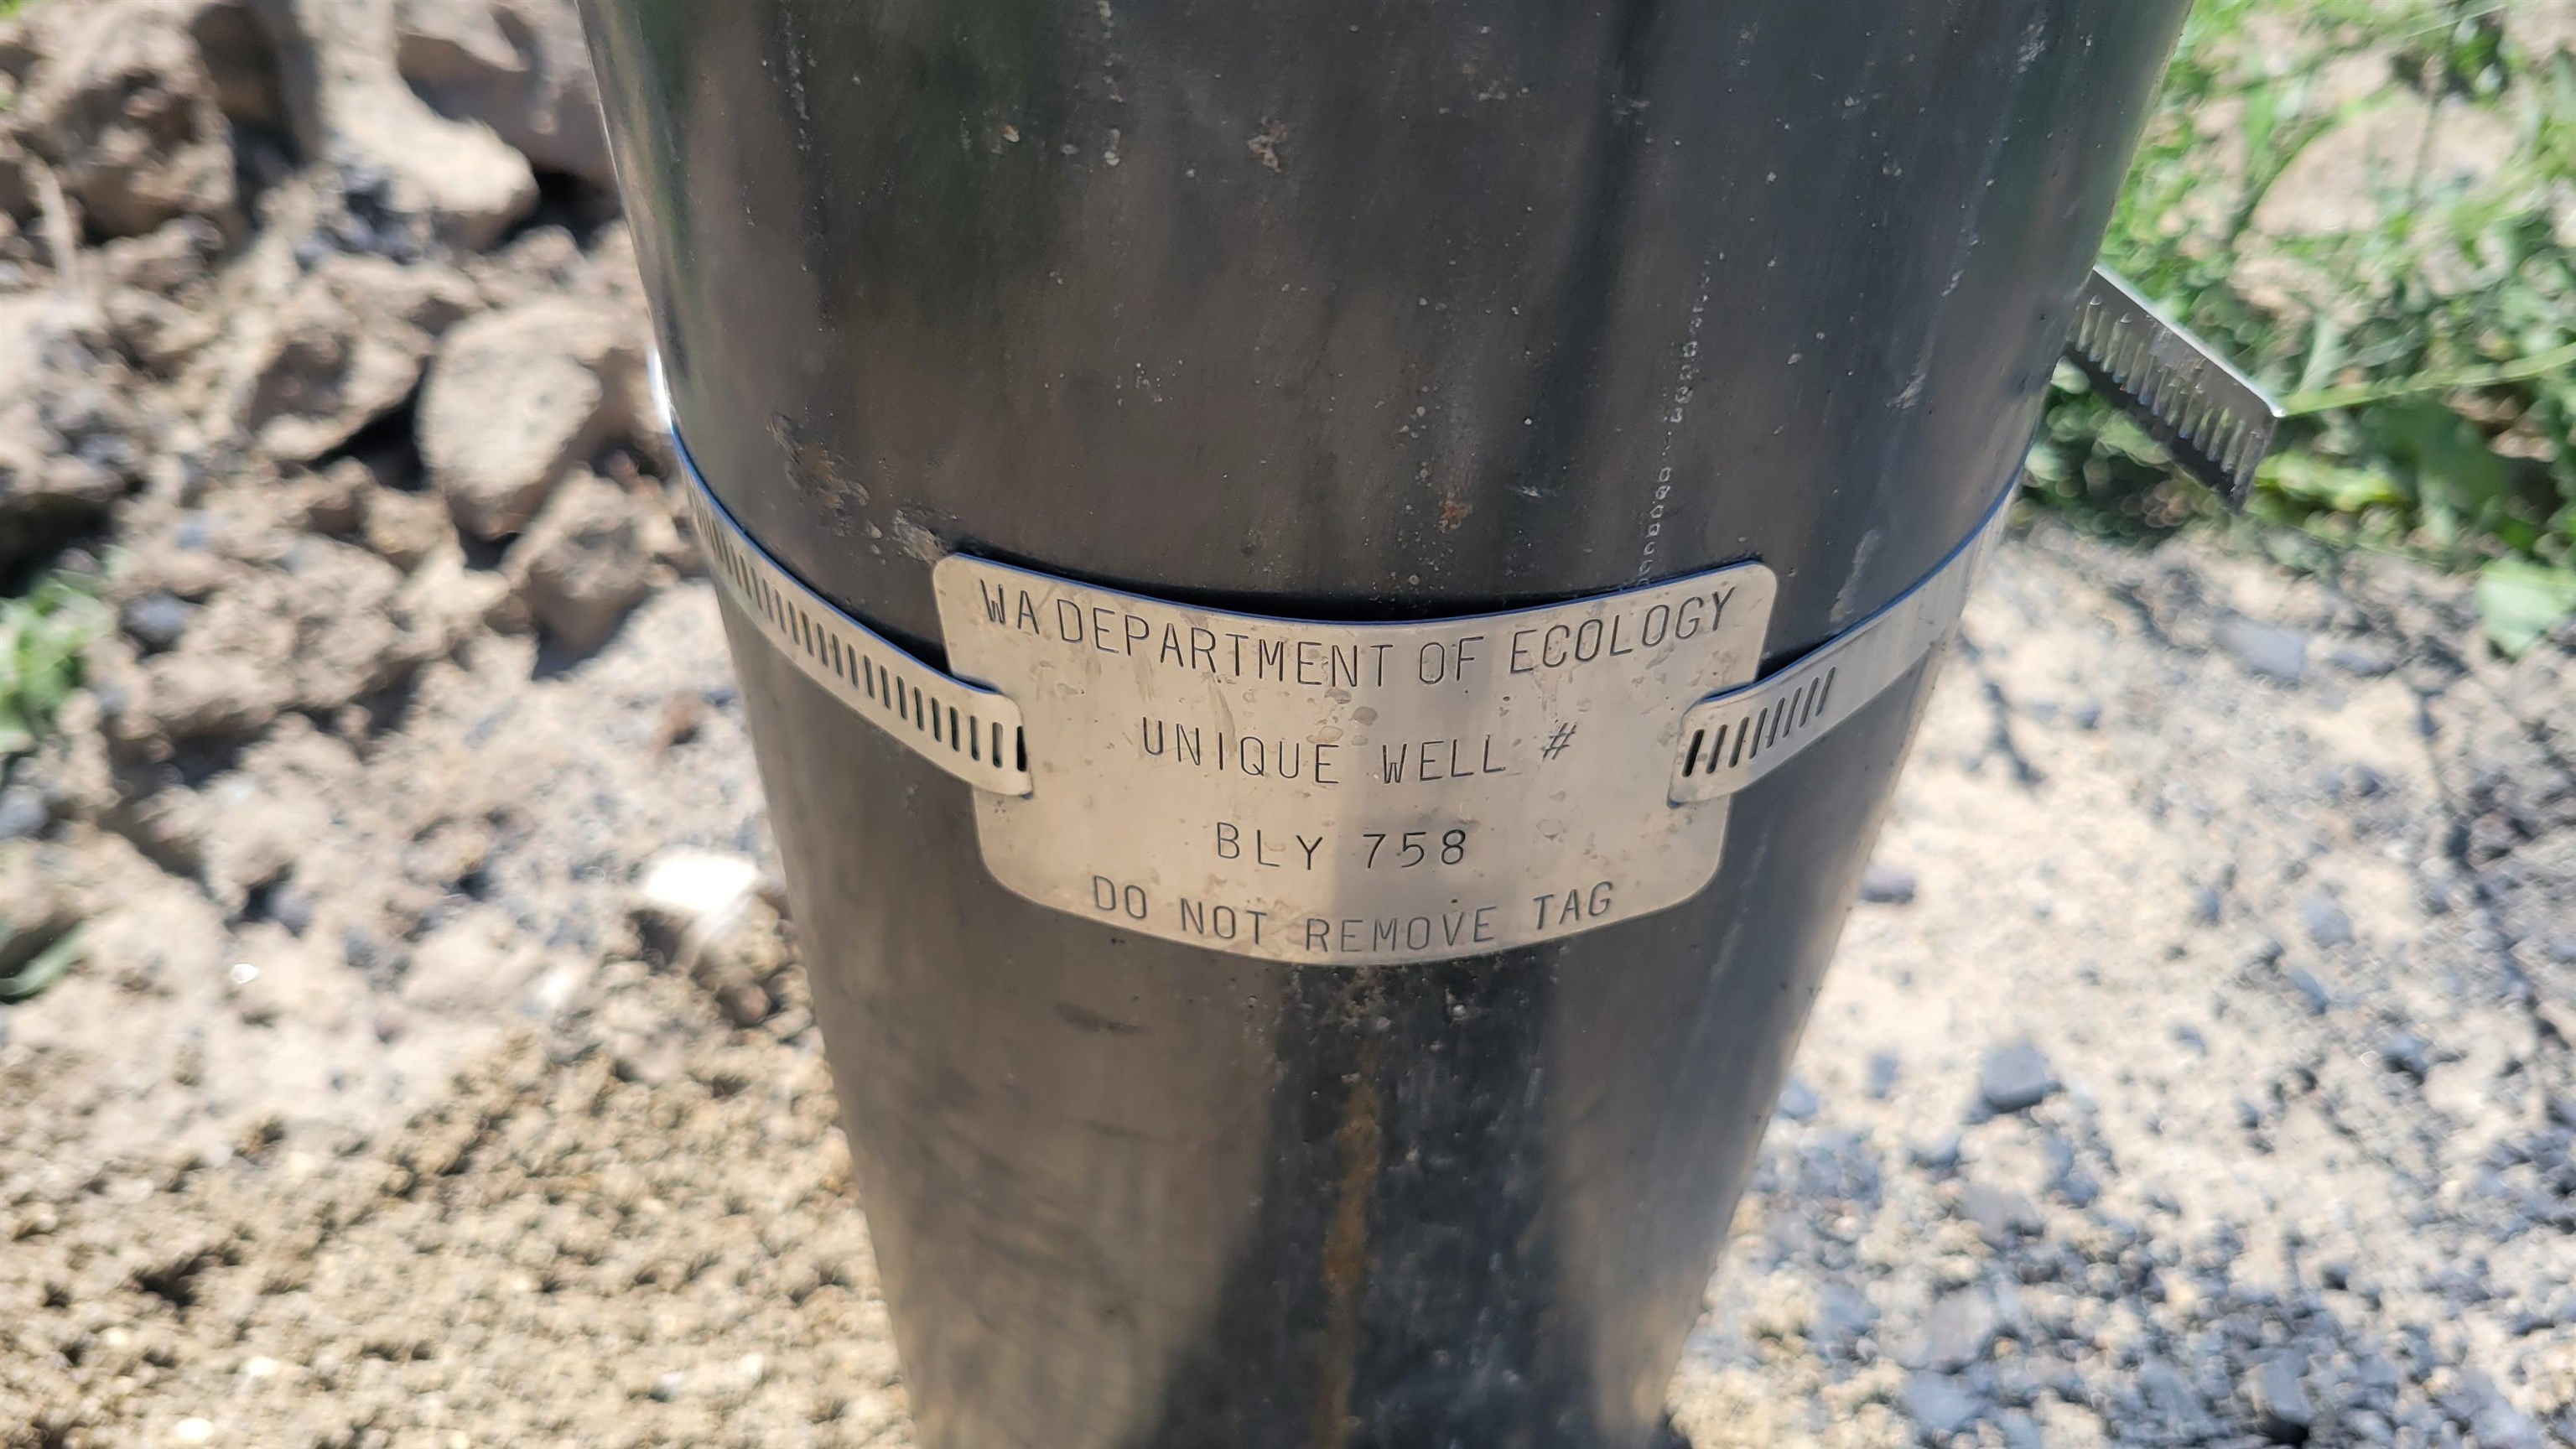 WA DEPARTMENT OF ECOLOGY
UNIQUE WELL #
BLY 758
DO NOT REMOVE TAG